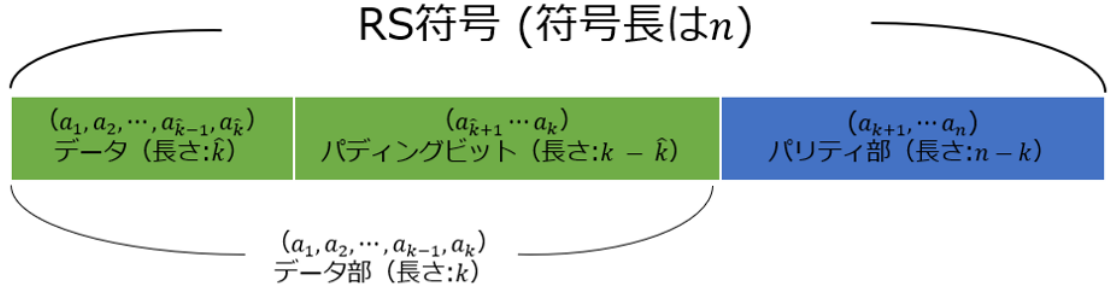 RS符号 (符号長はn)
(a₁, a₂, ⋯, a_{k̂−1}, a_{k̂})
データ（長さ:k̂）
(a_{k̂+1} ⋯ a_k)
パディングビット（長さ:k − k̂）
(a_{k+1}, ⋯ a_n)
パリティ部（長さ:n − k）
(a₁, a₂, ⋯, a_{k−1}, a_k)
データ部（長さ:k）